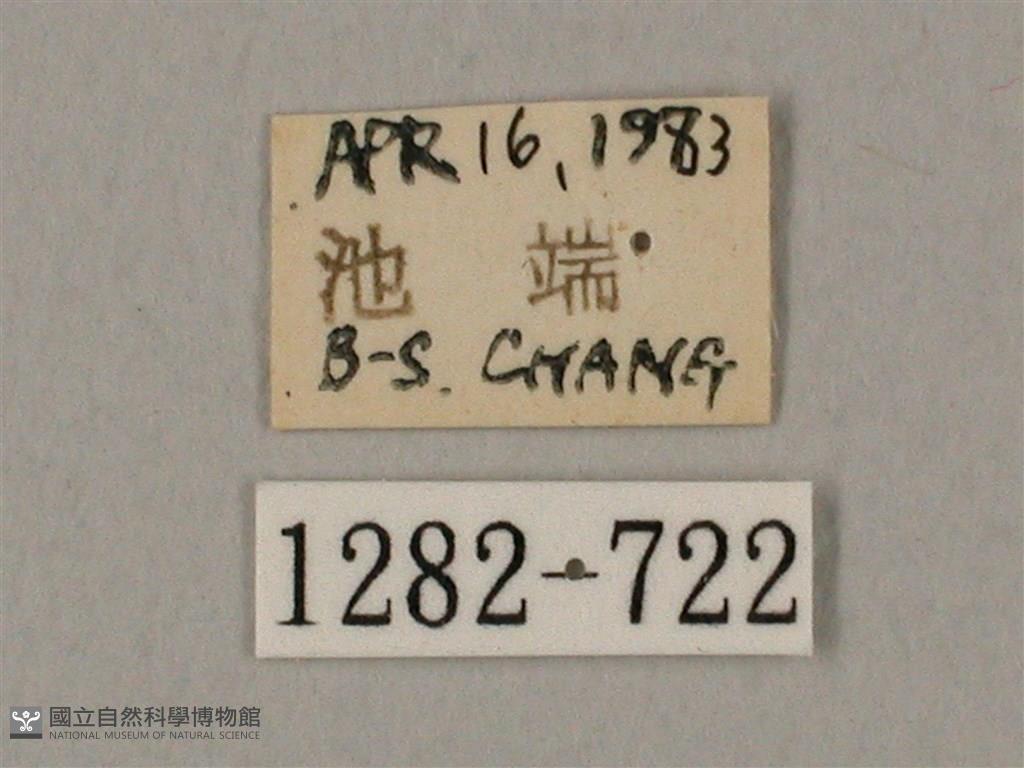 APR 16, 1983
池 端
B-S. CHANG
1282-722
國立自然科學博物館
NATIONAL MUSEUM OF NATURAL SCIENCE